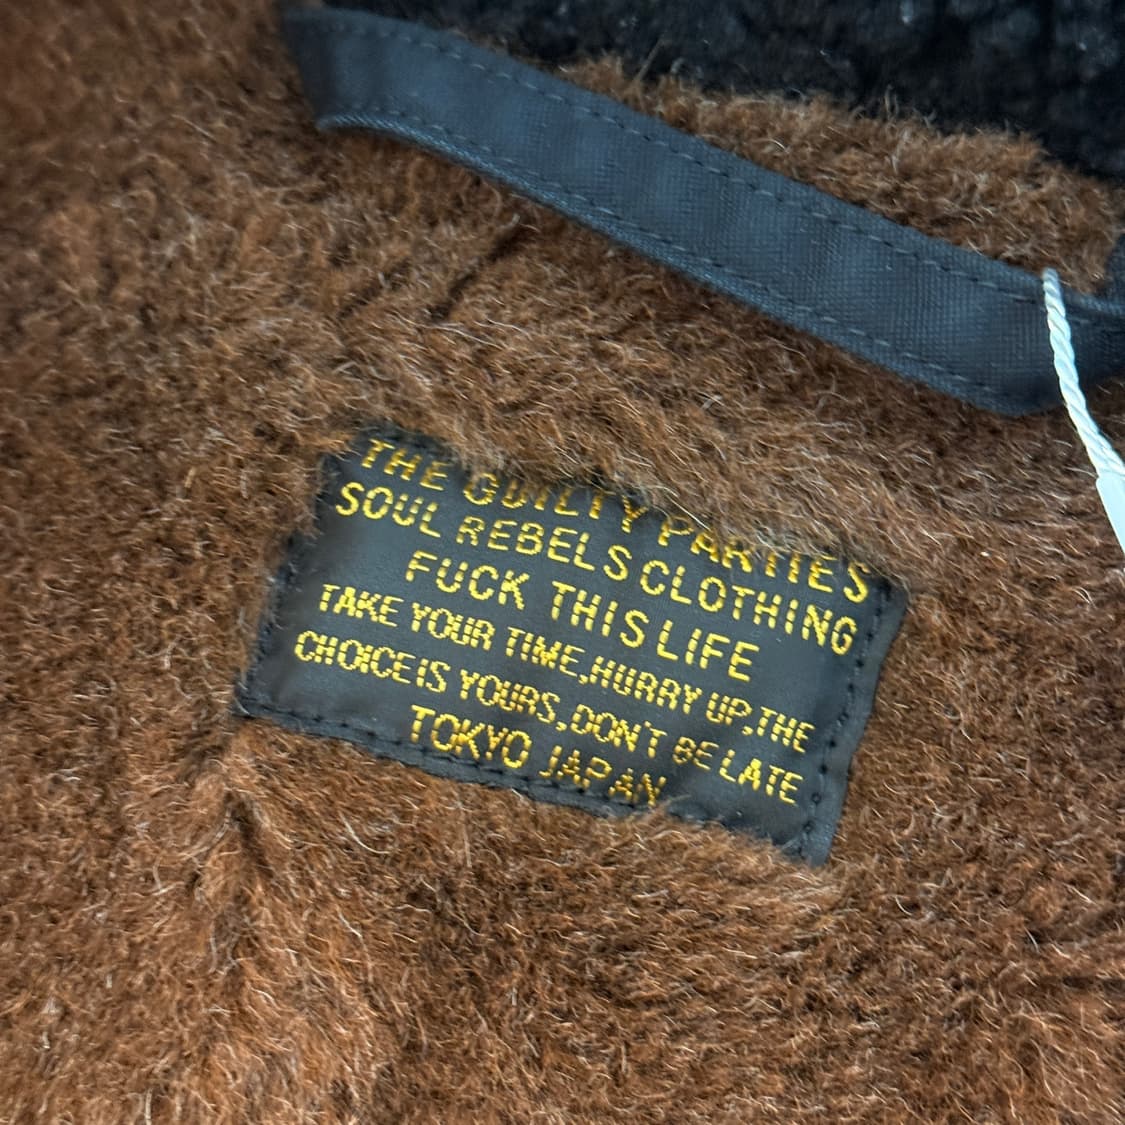 THE GUILTY PARTIES
SOUL REBELS CLOTHING
FUCK THIS LIFE
TAKE YOUR TIME,HURRY UP,THE
CHOICE IS YOURS,DON'T BE LATE
TOKYO JAPAN